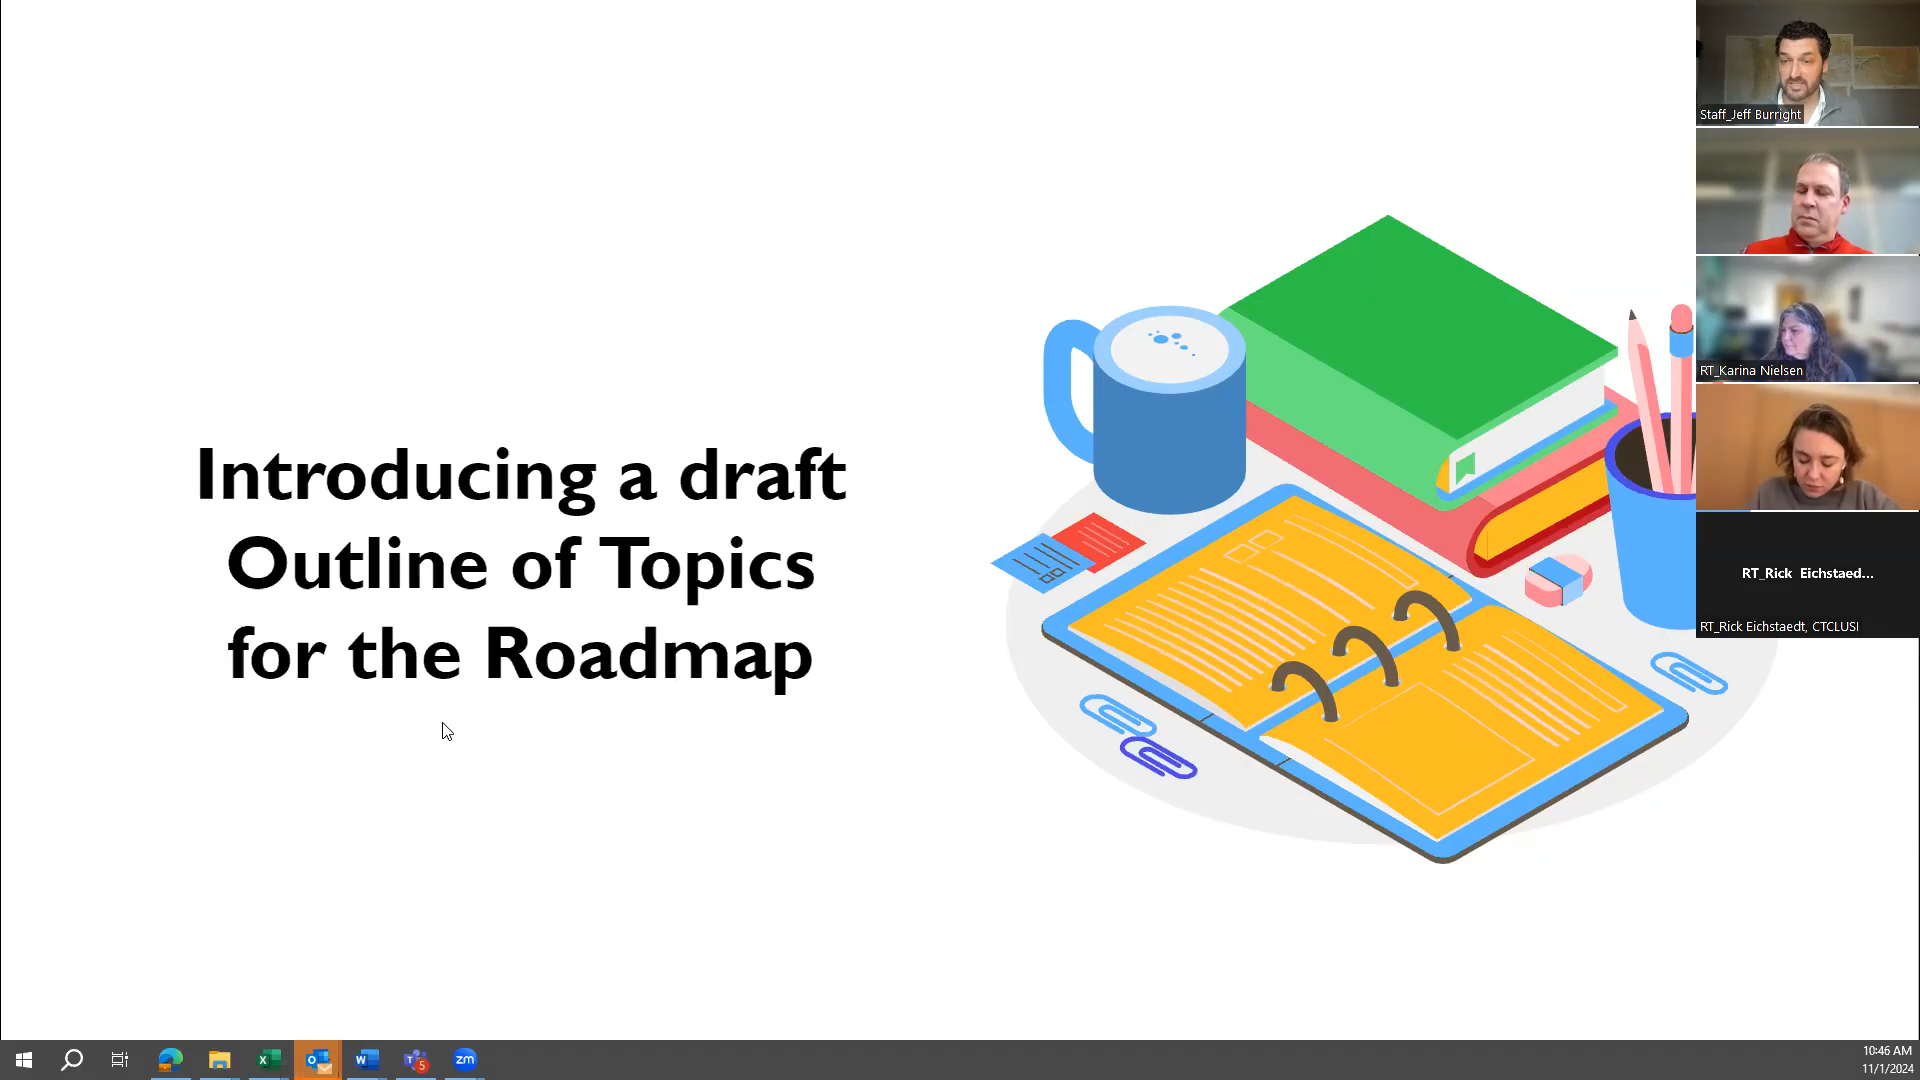 Introducing a draft
Outline of Topics
for the Roadmap
Staff_Jeff Burright
RT_Karina Nielsen
RT_Rick Eichstaed...
RT_Rick Eichstaedt, CTCLUSI
zm
10:46 AM
11/1/2024